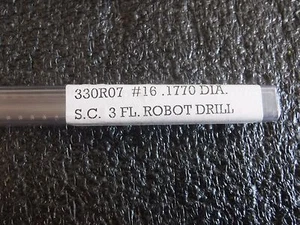 330R07 #16 .1770 DIA.
S.C. 3 FL. ROBOT DRILL